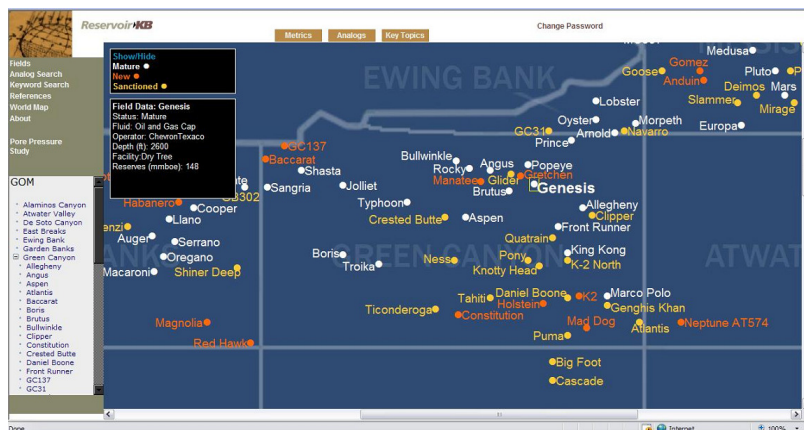 Reservoir KB
Change Password
Metrics
Analogs
Key Topics
Fields
Analog Search
Keyword Search
References
World Map
About
Pore Pressure
Study
GOM
Alaminos Canyon
Atwater Valley
De Soto Canyon
East Breaks
Ewing Bank
Garden Banks
Green Canyon
Allegheny
Angus
Aspen
Atlantis
Baccarat
Boris
Brutus
Bullwinkle
Clipper
Constitution
Crested Butte
Daniel Boone
Front Runner
GC137
GC31
Show/Hide
Mature
New
Sanctioned
Field Data: Genesis
Status: Mature
Fluid: Oil and Gas Cap
Operator: ChevronTexaco
Depth (ft): 2600
Facility:Dry Tree
Reserves (mmboe): 148
EWING BANK
GREEN CANYON
ATWAT
BANKS
Medusa
Goose
Gomez
Anduin
Pluto
P
Deimos
Mars
Slammer
Mirage
Lobster
Oyster
Morpeth
Europa
GC31
Arnold
Navarro
Prince
GC137
Baccarat
Bullwinkle
Rocky
Angus
Popeye
Shasta
Manatee
Glider
Gretchen
Sangria
Jolliet
Brutus
Genesis
GB302
Habanero
Cooper
Typhoon
Allegheny
Llano
Crested Butte
Aspen
Clipper
enzi
Front Runner
Auger
Serrano
Quatrain
Oregano
Boris
King Kong
Macaroni
Shiner Deep
Troika
Ness
Pony
K-2 North
Knotty Head
Tahiti
Daniel Boone
K2
Marco Polo
Ticonderoga
Holstein
Genghis Khan
Constitution
Magnolia
Mad Dog
Atlantis
Neptune AT574
Red Hawk
Puma
Big Foot
Cascade
Done
Internet
100%